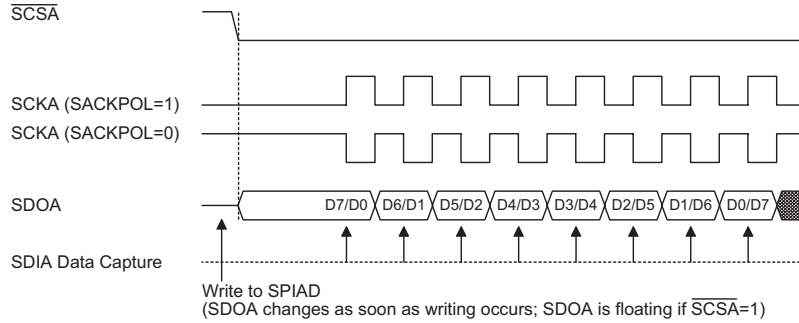 S̅C̅S̅A̅
SCKA (SACKPOL=1)
SCKA (SACKPOL=0)
SDOA
D7/D0 D6/D1 D5/D2 D4/D3 D3/D4 D2/D5 D1/D6 D0/D7
SDIA Data Capture
Write to SPIAD
(SDOA changes as soon as writing occurs; SDOA is floating if S̅C̅S̅A̅=1)